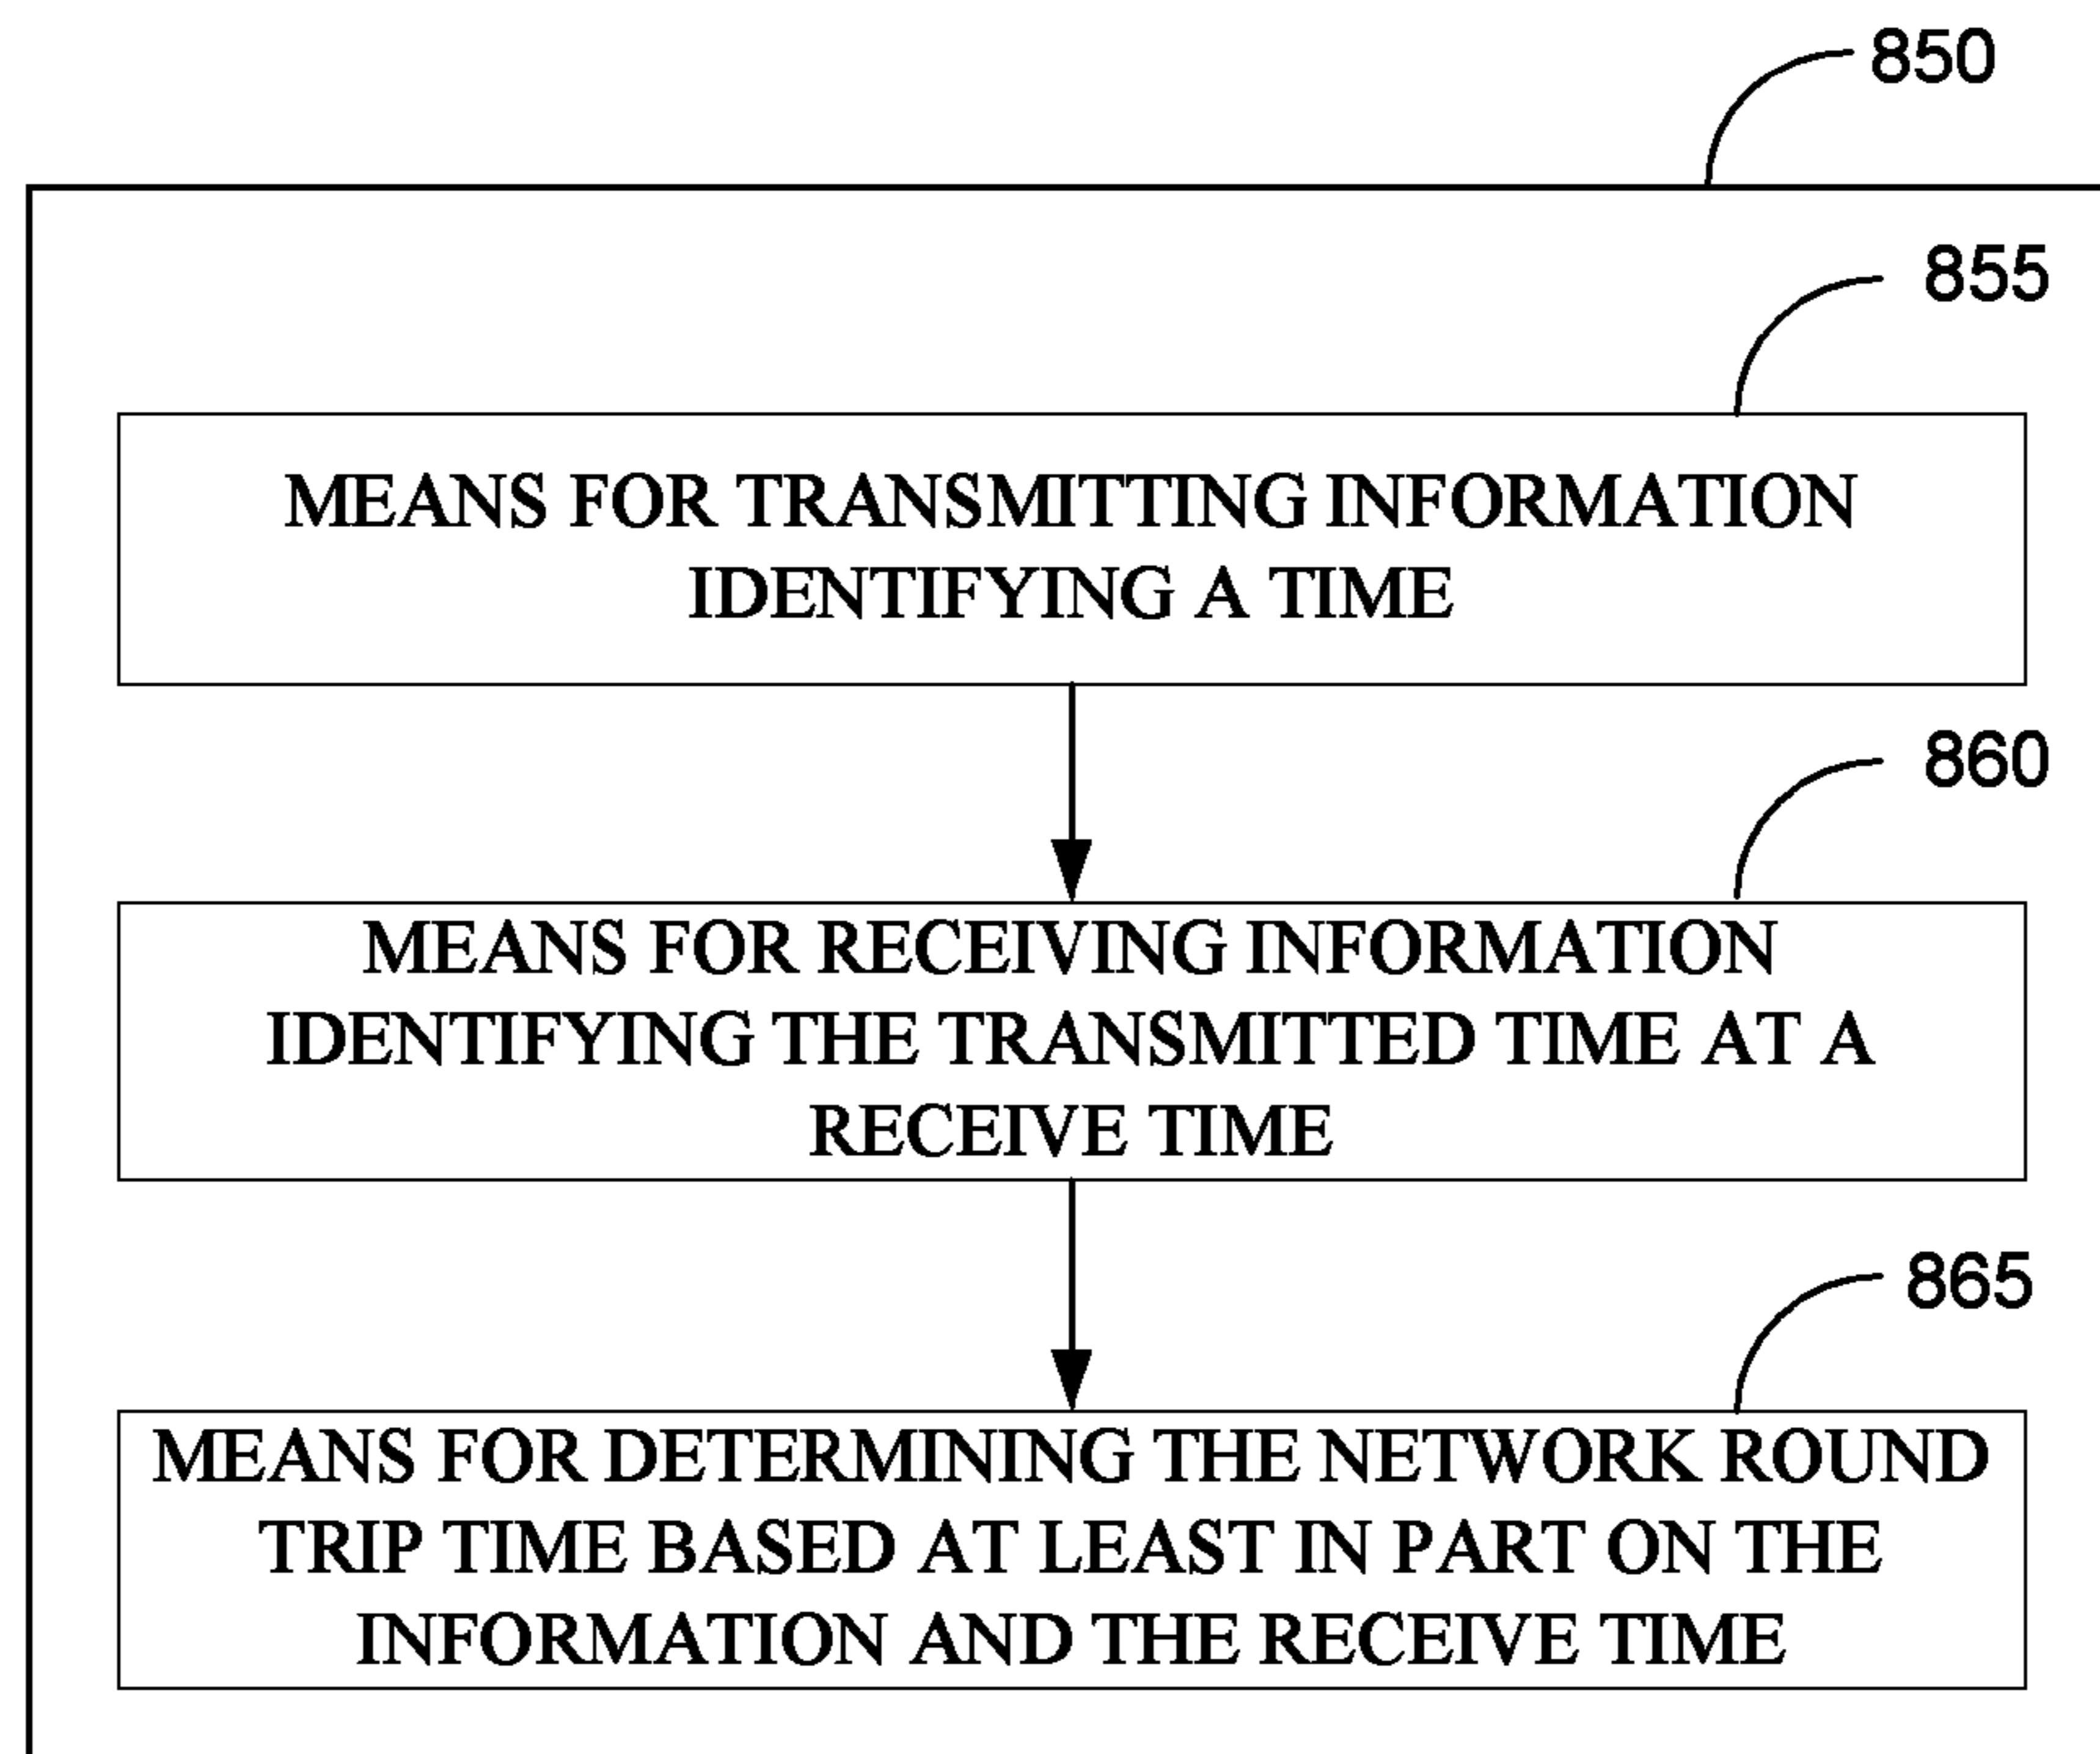 850
855
MEANS FOR TRANSMITTING INFORMATION
IDENTIFYING A TIME
860
MEANS FOR RECEIVING INFORMATION
IDENTIFYING THE TRANSMITTED TIME AT A
RECEIVE TIME
865
MEANS FOR DETERMINING THE NETWORK ROUND
TRIP TIME BASED AT LEAST IN PART ON THE
INFORMATION AND THE RECEIVE TIME